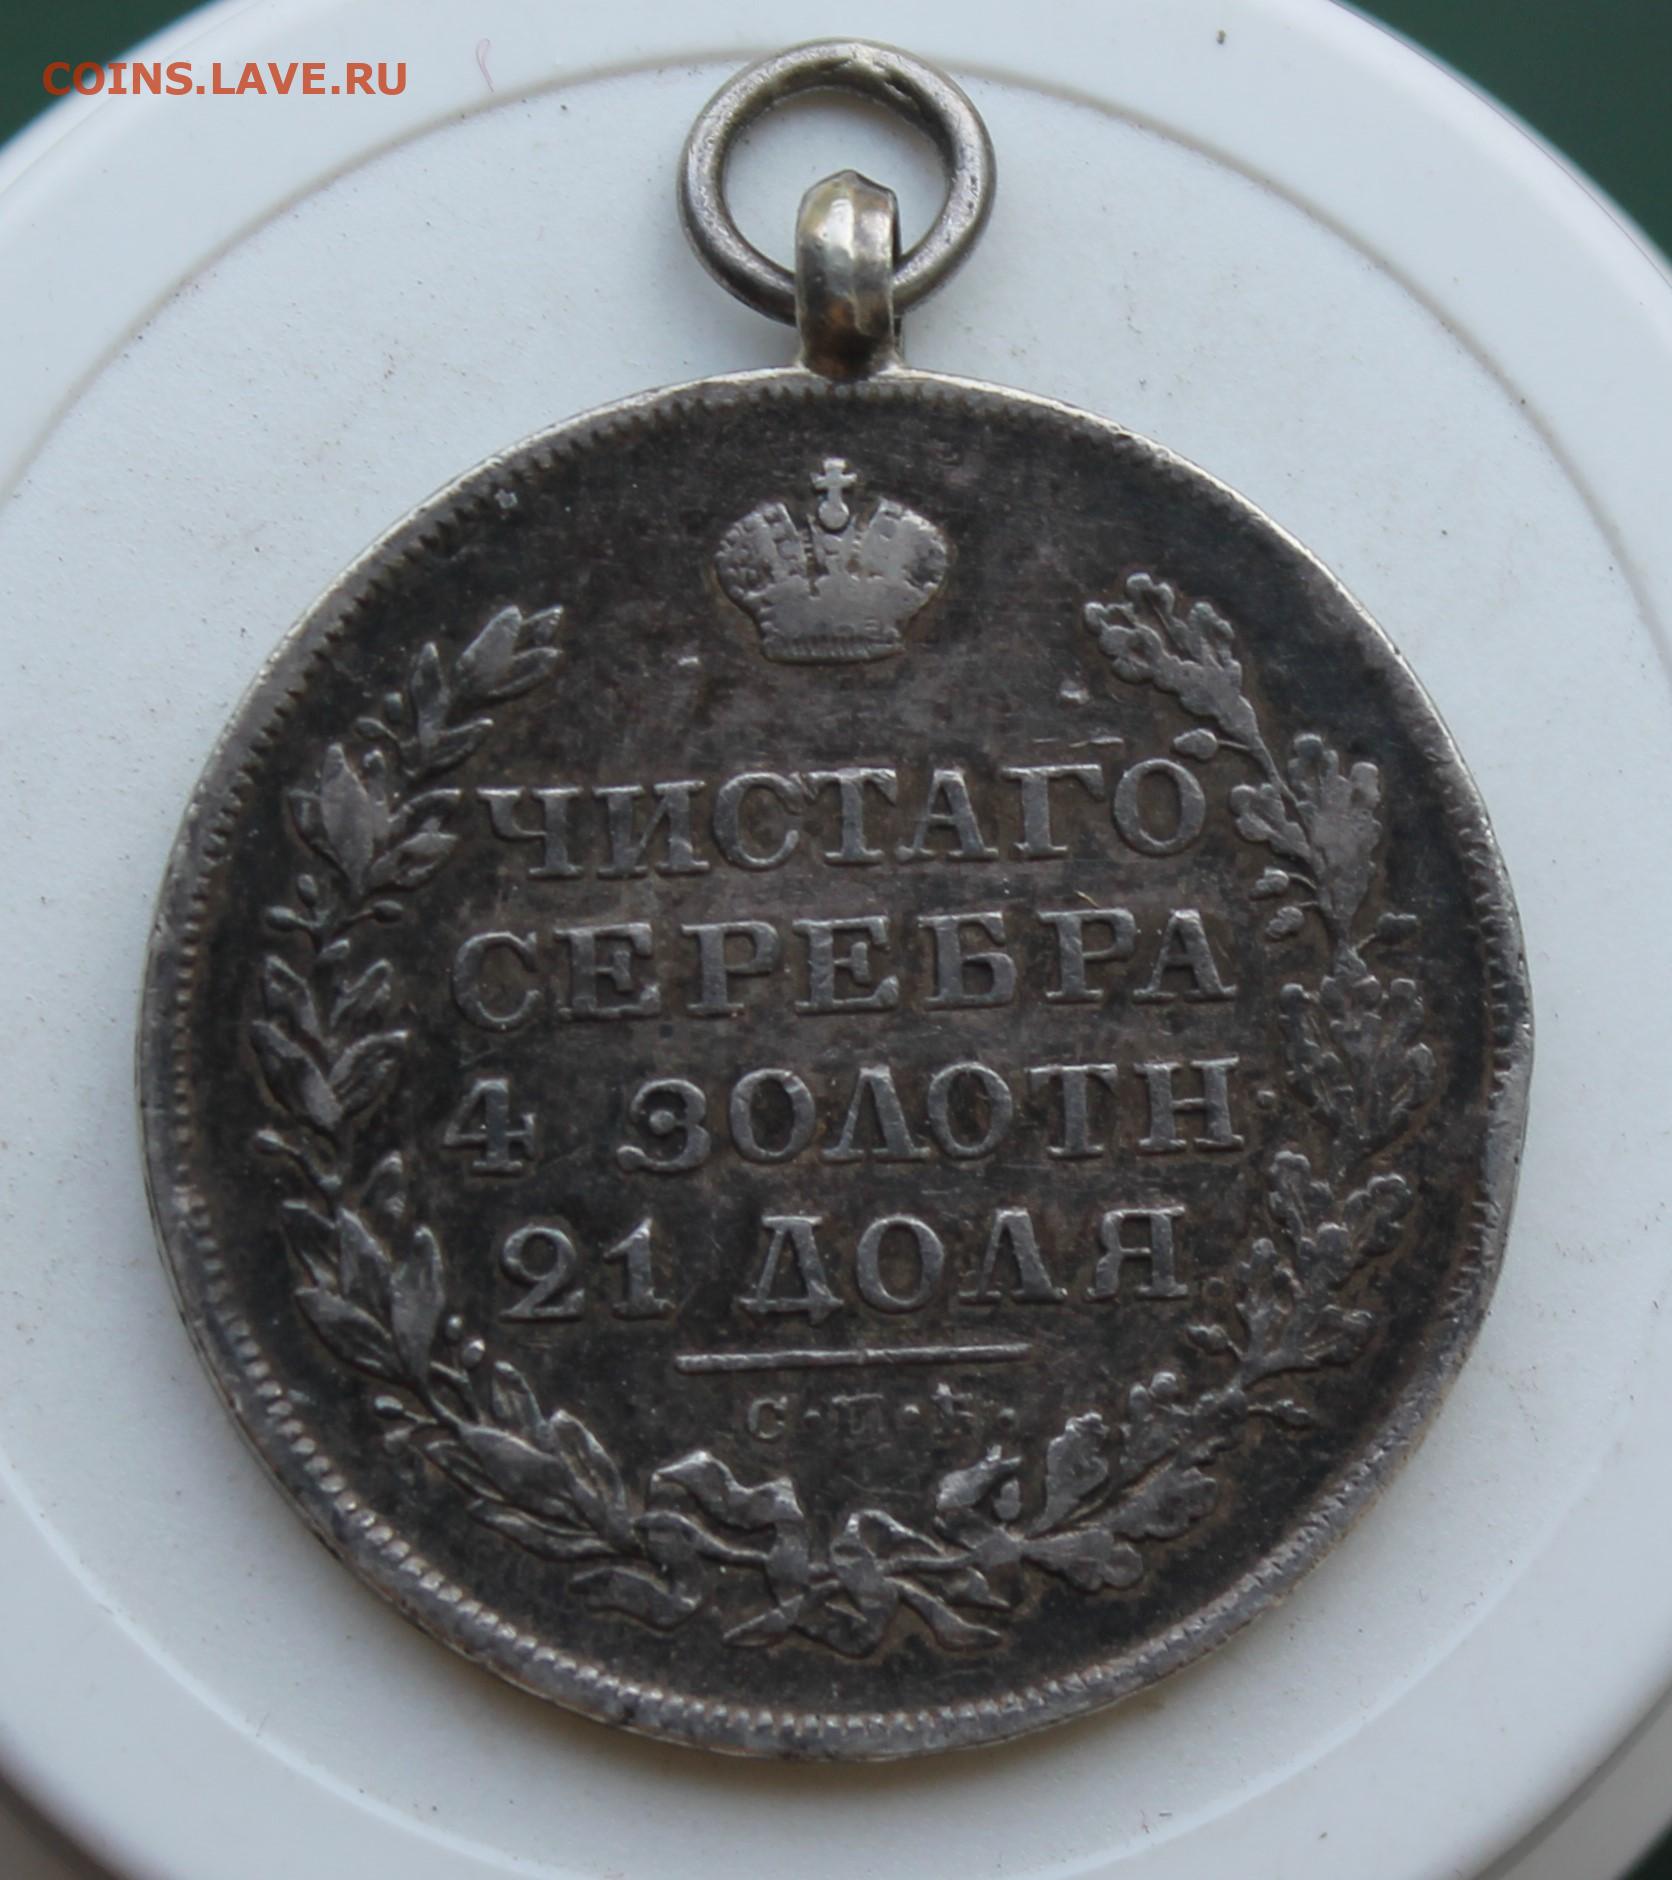 COINS.LAVE.RU
ЧИСТАГО
СЕРЕБРА
4 ЗОЛОТН.
21 ДОЛЯ.
С.П.Б.